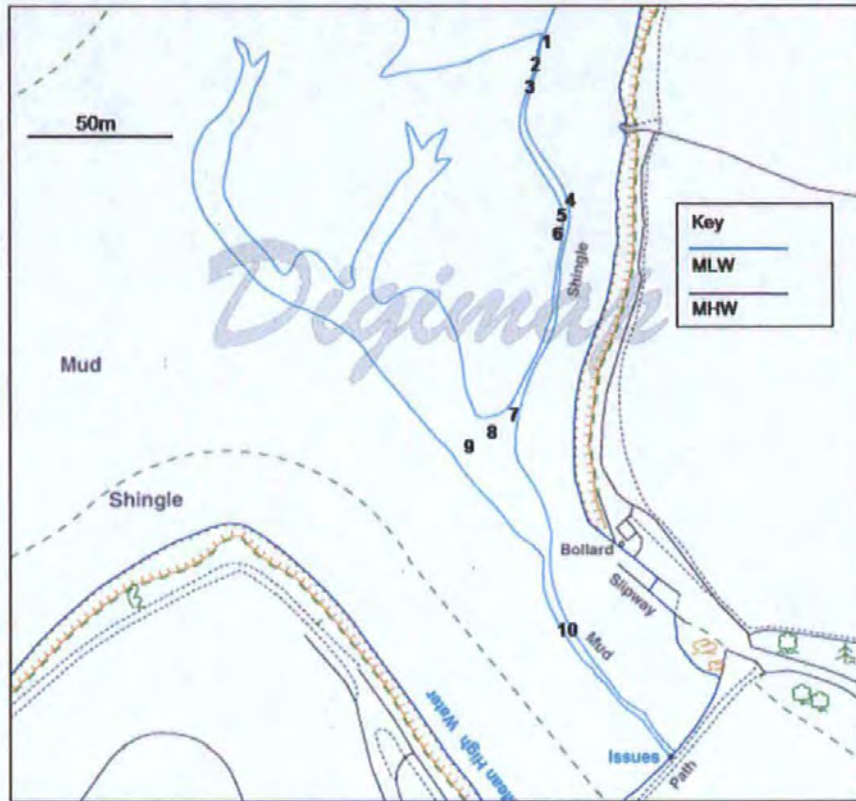 1
2
3
50m
4
5
6
Shingle
Key
MLW
MHW
Digimap
Mud
7
8
9
Shingle
Bollard
Slipway
10
Mud
Mean High Water
Issues
Path